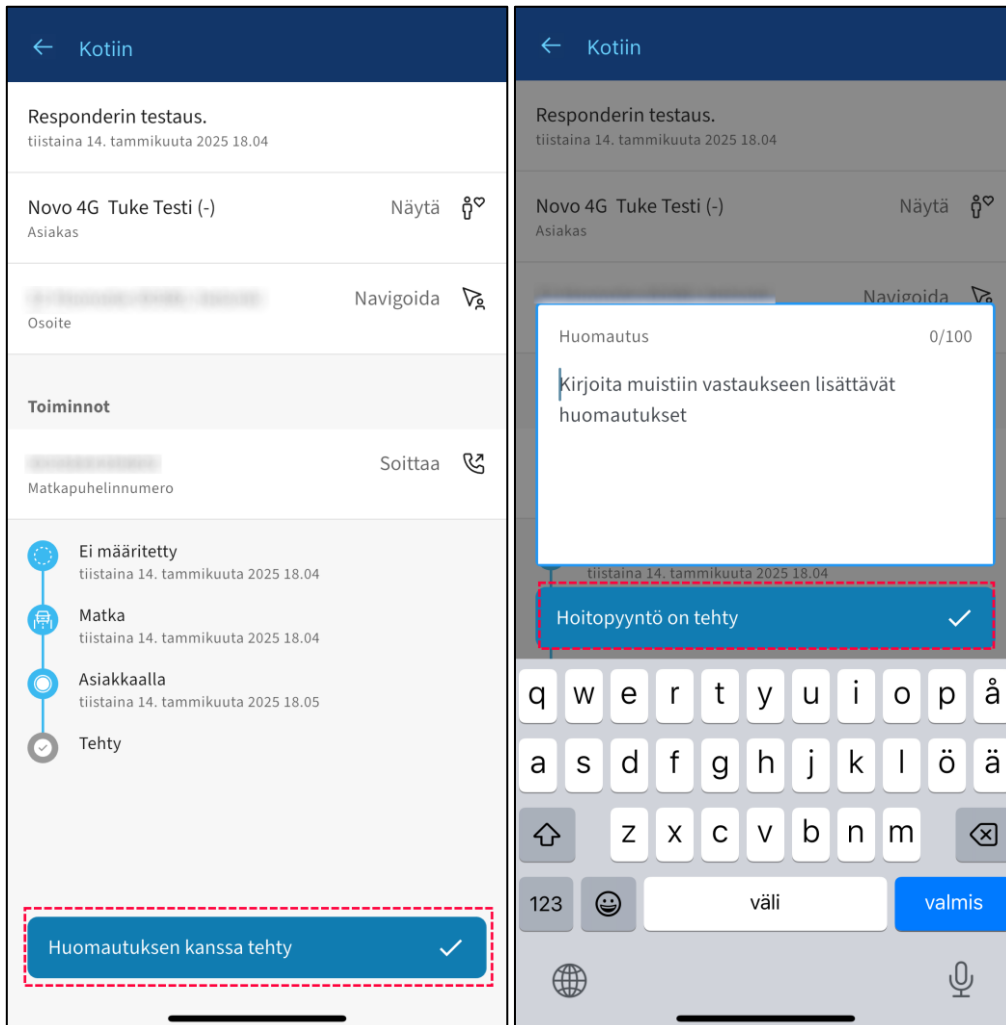 Kotiin
Responderin testaus.
tiistaina 14. tammikuuta 2025 18.04
Novo 4G Tuke Testi (-)
Näytä
Asiakas
Navigoida
Osoite
Toiminnot
Soittaa
Matkapuhelinnumero
Ei määritetty
tiistaina 14. tammikuuta 2025 18.04
Matka
tiistaina 14. tammikuuta 2025 18.04
Asiakkaalla
tiistaina 14. tammikuuta 2025 18.05
Tehty
Huomautuksen kanssa tehty
Kotiin
Responderin testaus.
tiistaina 14. tammikuuta 2025 18.04
Novo 4G Tuke Testi (-)
Näytä
Asiakas
Navigoida
Huomautus 0/100
Kirjoita muistiin vastaukseen lisättävät
huomautukset
tiistaina 14. tammikuuta 2025 18.04
Hoitopyyntö on tehty
q w e r t y u i o p å
a s d f g h j k l ö ä
z x c v b n m
123 väli valmis